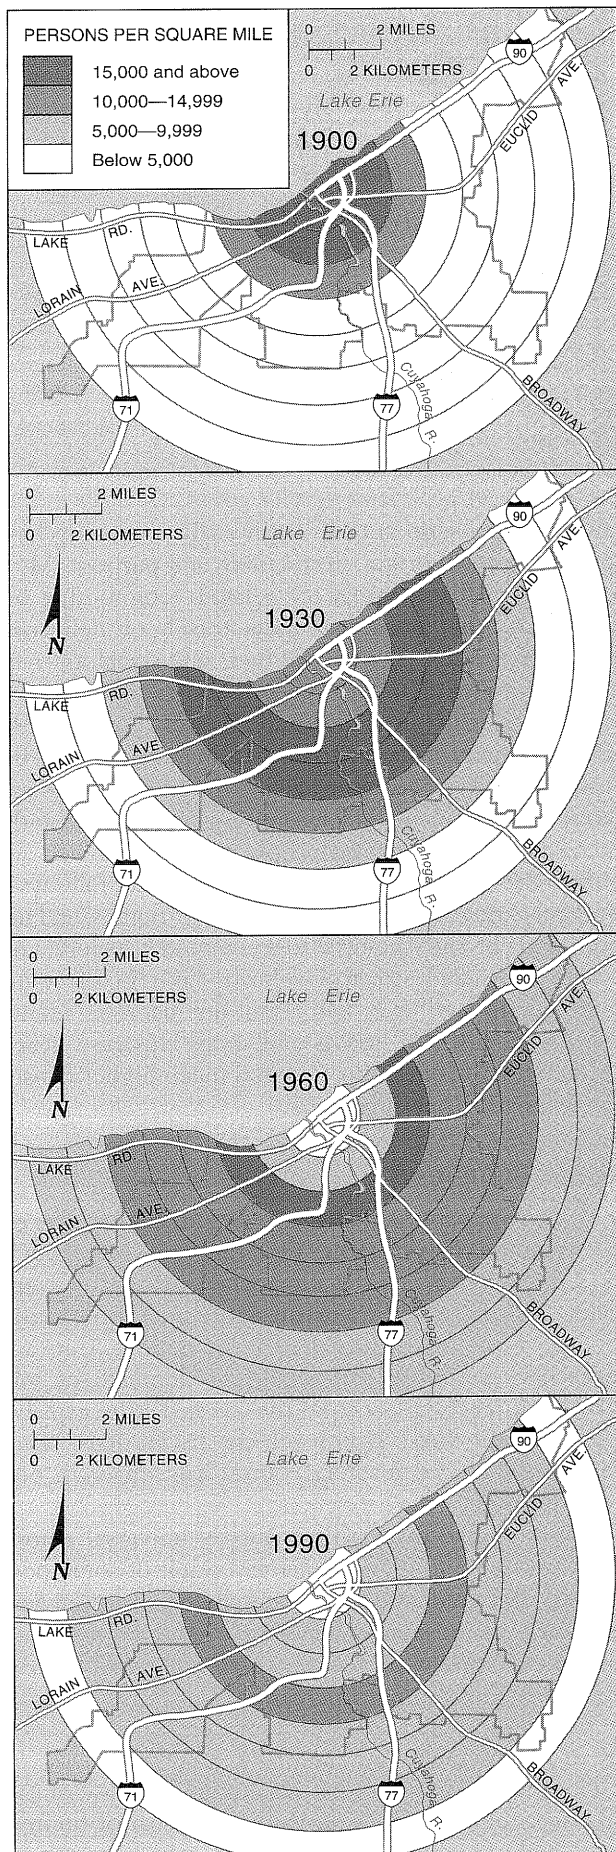 PERSONS PER SQUARE MILE
15,000 and above
10,000—14,999
5,000—9,999
Below 5,000
0 2 MILES
0 2 KILOMETERS
Lake Erie
1900
90
EUCLID AVE.
LAKE RD.
LORAIN AVE.
71
77
Cuyahoga R.
BROADWAY
0 2 MILES
0 2 KILOMETERS
Lake Erie
N
1930
90
EUCLID AVE.
LAKE RD.
LORAIN AVE.
71
77
Cuyahoga R.
BROADWAY
0 2 MILES
0 2 KILOMETERS
Lake Erie
N
1960
90
EUCLID AVE.
LAKE RD.
LORAIN AVE.
71
77
Cuyahoga R.
BROADWAY
0 2 MILES
0 2 KILOMETERS
Lake Erie
N
1990
90
EUCLID AVE.
LAKE RD.
LORAIN AVE.
71
77
Cuyahoga R.
BROADWAY